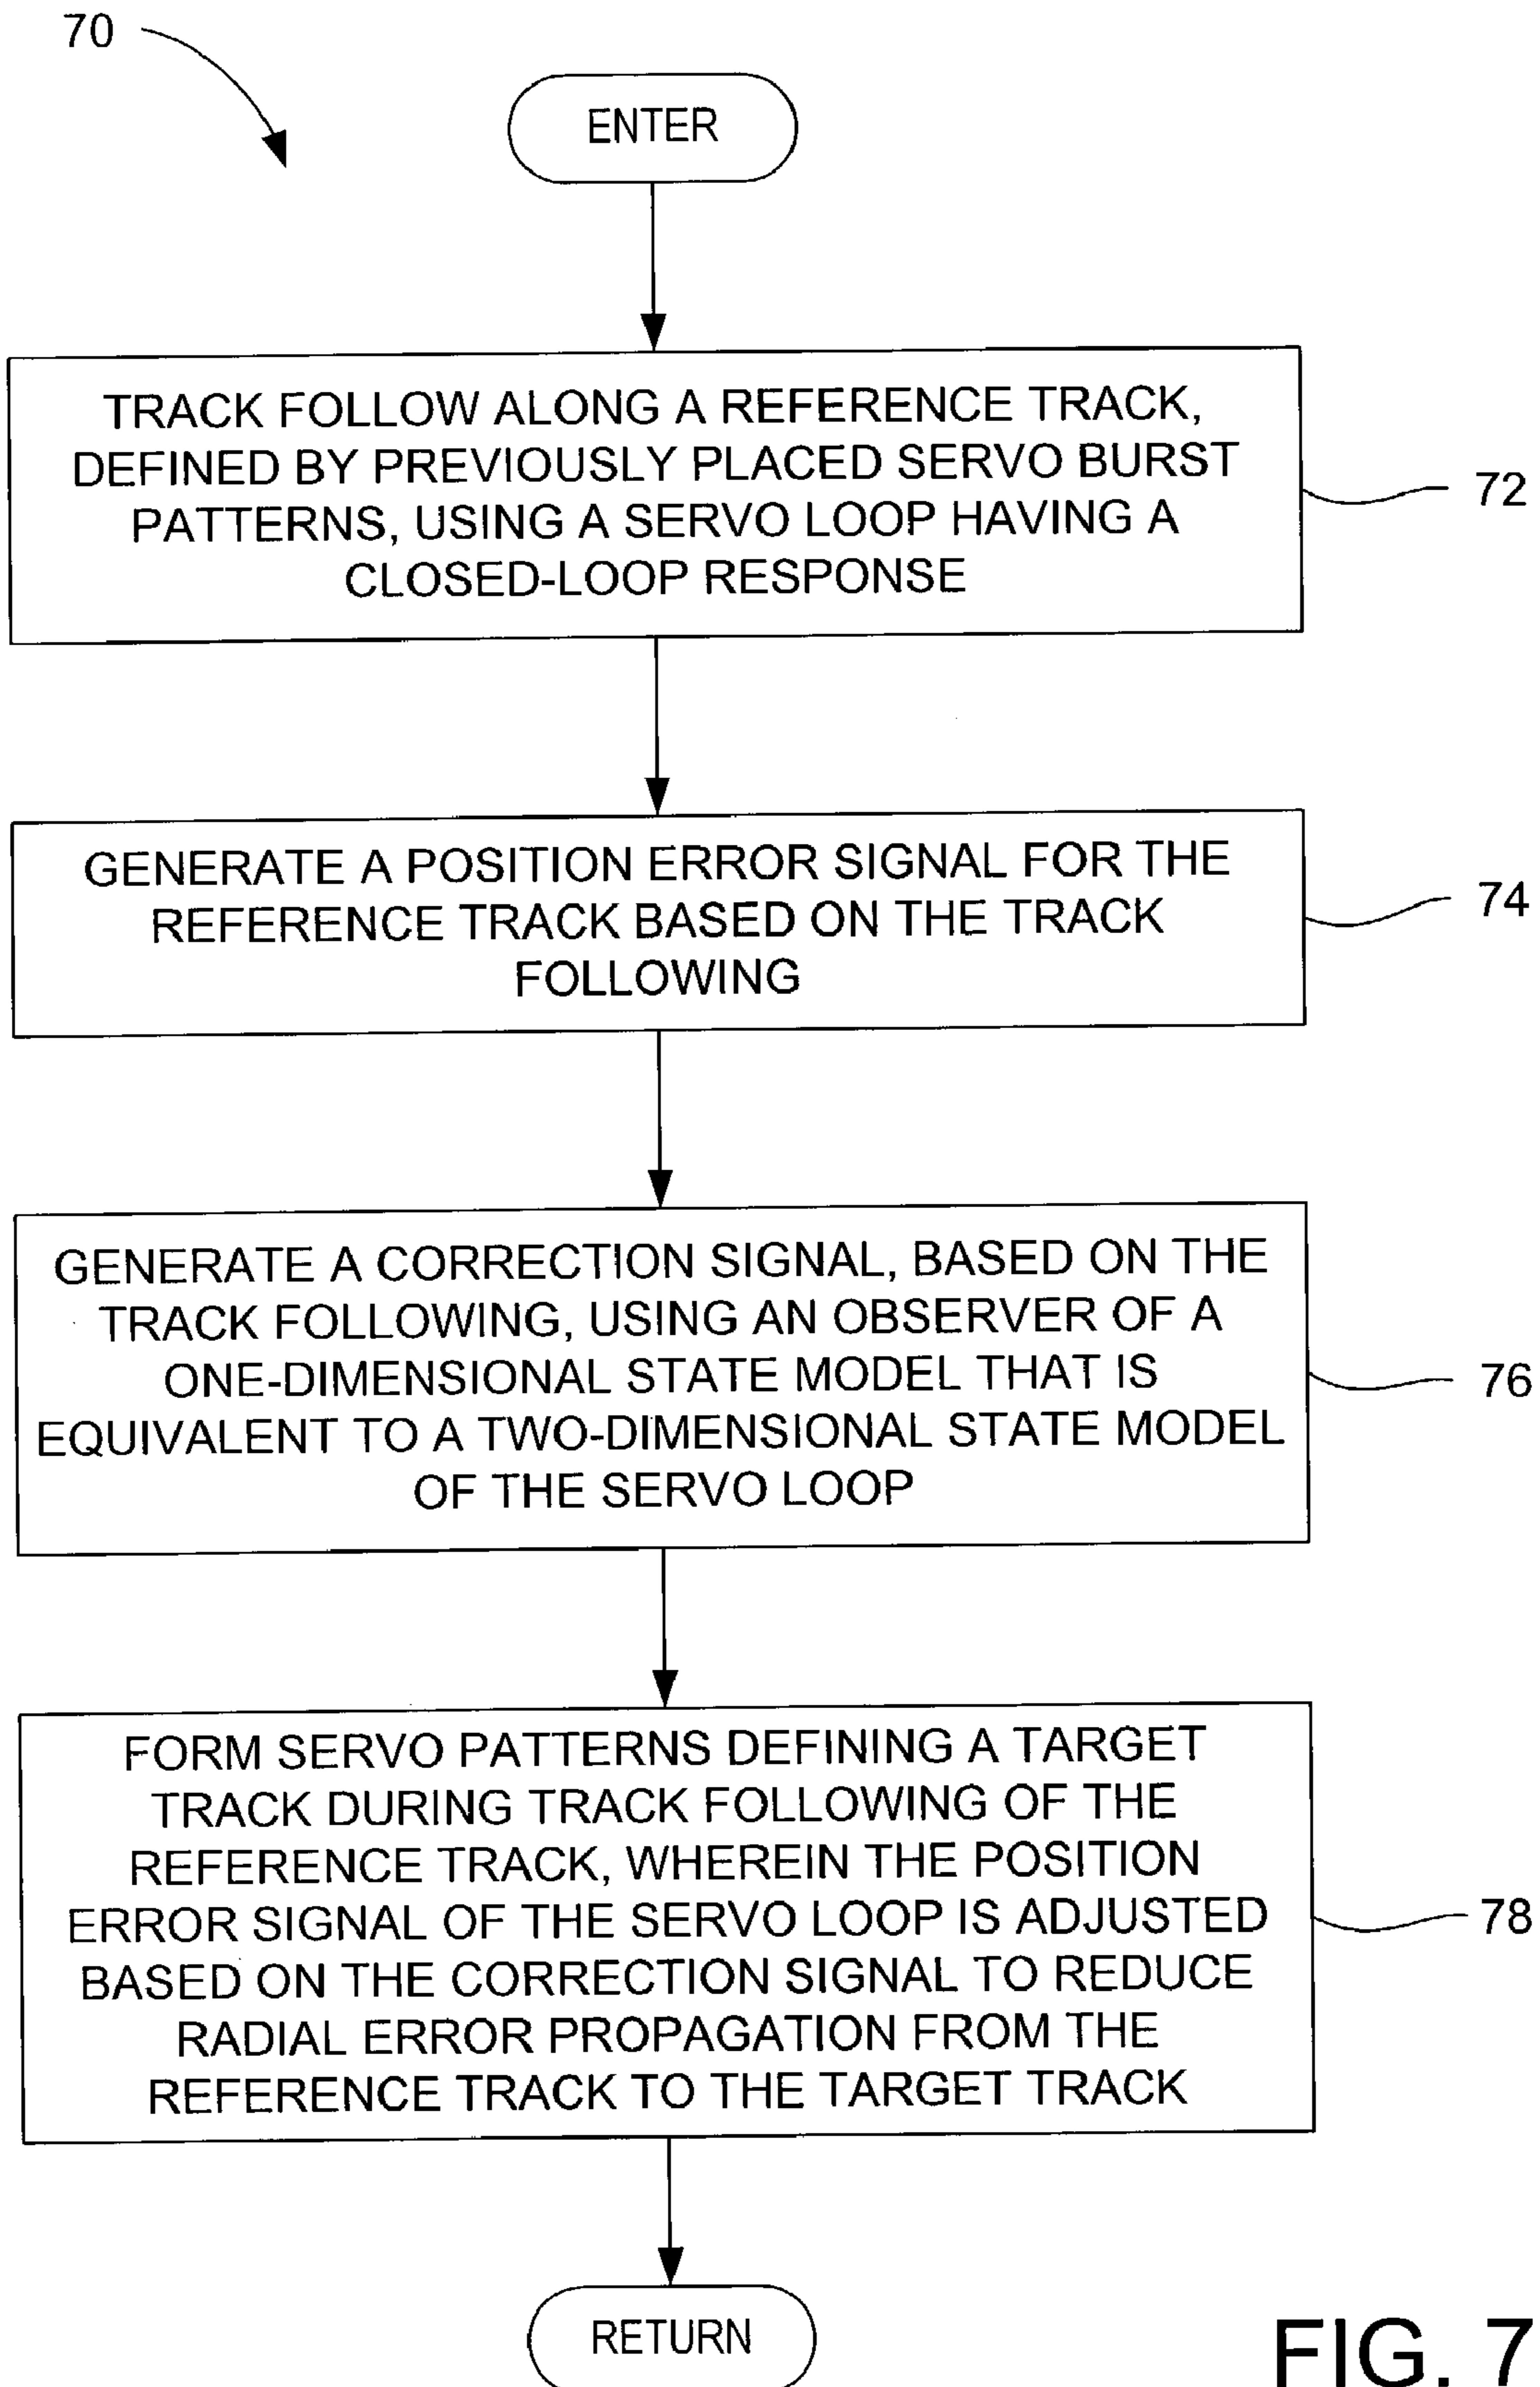 70
ENTER
TRACK FOLLOW ALONG A REFERENCE TRACK,
DEFINED BY PREVIOUSLY PLACED SERVO BURST
PATTERNS, USING A SERVO LOOP HAVING A
CLOSED-LOOP RESPONSE
72
GENERATE A POSITION ERROR SIGNAL FOR THE
REFERENCE TRACK BASED ON THE TRACK
FOLLOWING
74
GENERATE A CORRECTION SIGNAL, BASED ON THE
TRACK FOLLOWING, USING AN OBSERVER OF A
ONE-DIMENSIONAL STATE MODEL THAT IS
EQUIVALENT TO A TWO-DIMENSIONAL STATE MODEL
OF THE SERVO LOOP
76
FORM SERVO PATTERNS DEFINING A TARGET
TRACK DURING TRACK FOLLOWING OF THE
REFERENCE TRACK, WHEREIN THE POSITION
ERROR SIGNAL OF THE SERVO LOOP IS ADJUSTED
BASED ON THE CORRECTION SIGNAL TO REDUCE
RADIAL ERROR PROPAGATION FROM THE
REFERENCE TRACK TO THE TARGET TRACK
78
RETURN
FIG. 7